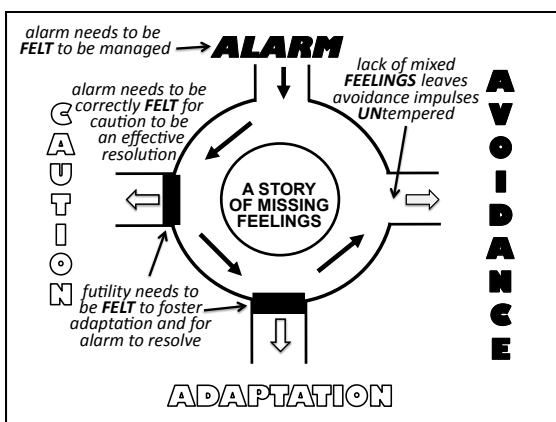 alarm needs to be
FELT to be managed
ALARM
lack of mixed
FEELINGS leaves
avoidance impulses
UNtempered
alarm needs to be
correctly FELT for
caution to be
an effective
resolution
CAUTION
AVOIDANCE
A STORY
OF MISSING
FEELINGS
futility needs to
be FELT to foster
adaptation and for
alarm to resolve
ADAPTATION